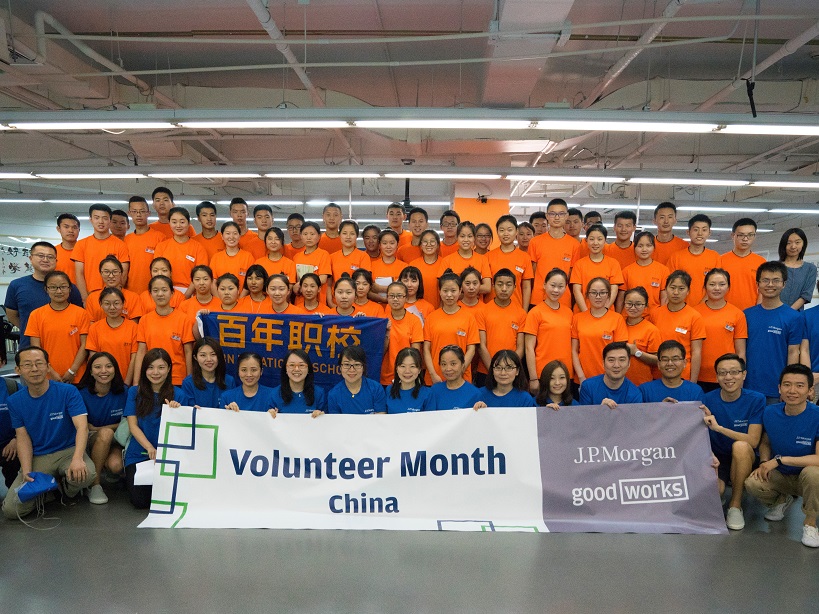 百年职校
Volunteer Month
China
J.P.Morgan
good works